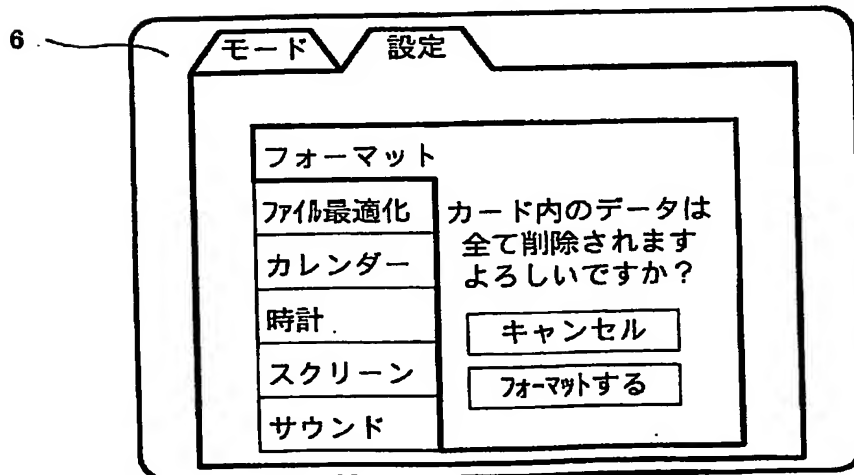 6
モード 設定
フォーマット
ファイル最適化
カレンダー
時計
スクリーン
サウンド
カード内のデータは
全て削除されます
よろしいですか？
キャンセル
フォーマットする